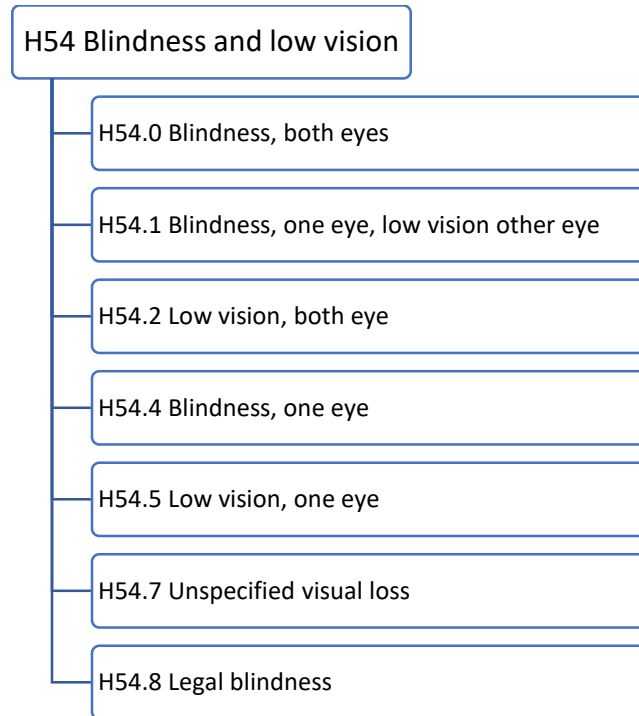 H54 Blindness and low vision
H54.0 Blindness, both eyes
H54.1 Blindness, one eye, low vision other eye
H54.2 Low vision, both eye
H54.4 Blindness, one eye
H54.5 Low vision, one eye
H54.7 Unspecified visual loss
H54.8 Legal blindness